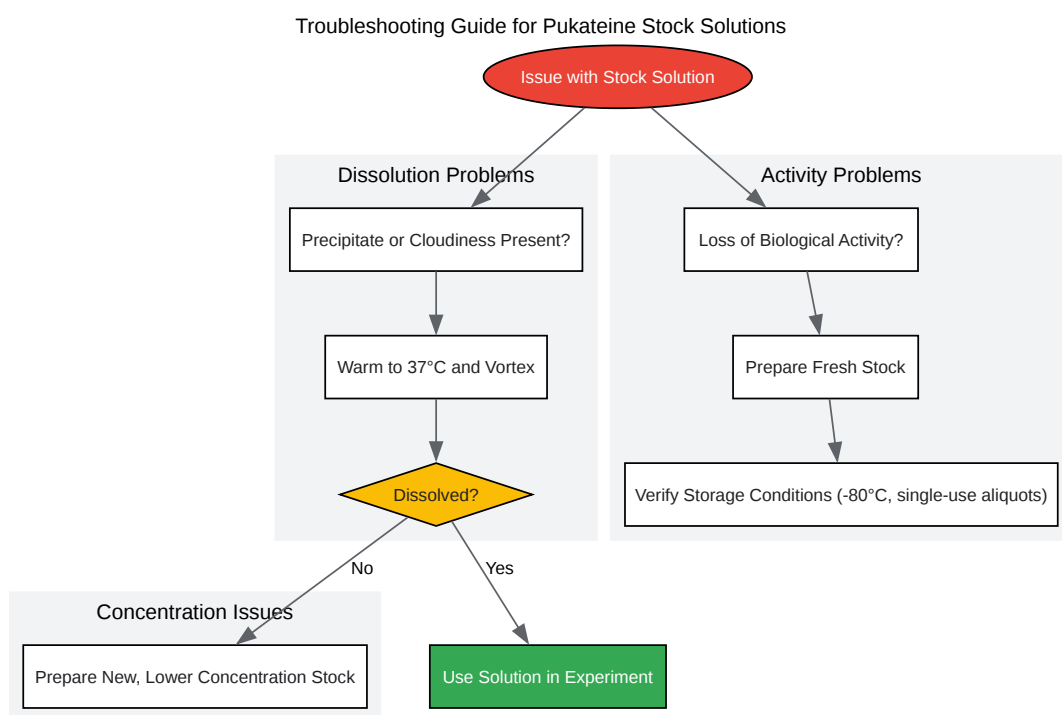 Troubleshooting Guide for Pukateine Stock Solutions
Issue with Stock Solution
Dissolution Problems
Activity Problems
Precipitate or Cloudiness Present?
Loss of Biological Activity?
Warm to 37°C and Vortex
Prepare Fresh Stock
Dissolved?
Verify Storage Conditions (-80°C, single-use aliquots)
No
Yes
Concentration Issues
Prepare New, Lower Concentration Stock
Use Solution in Experiment